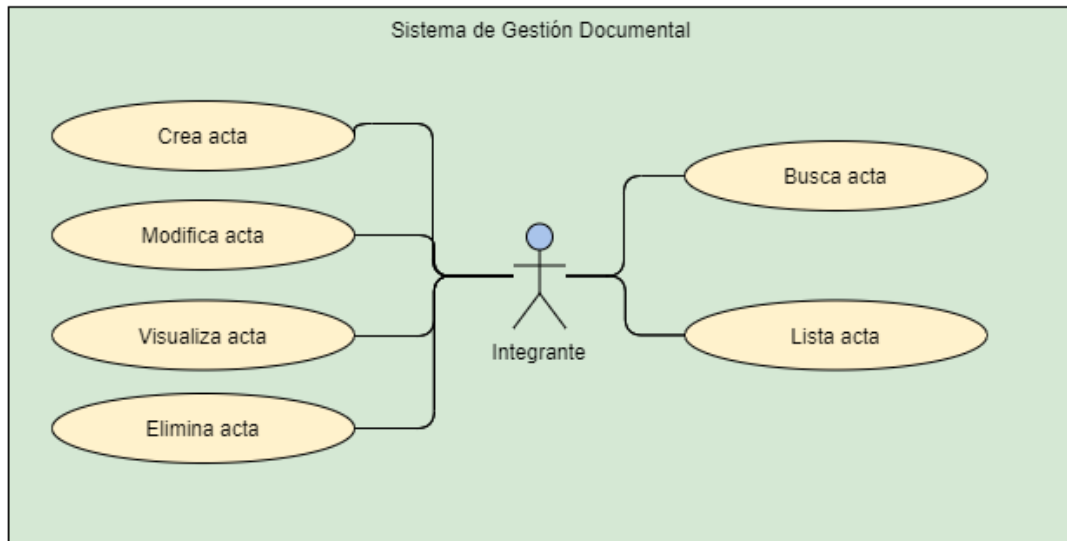 Sistema de Gestión Documental
Crea acta
Modifica acta
Visualiza acta
Elimina acta
Integrante
Busca acta
Lista acta